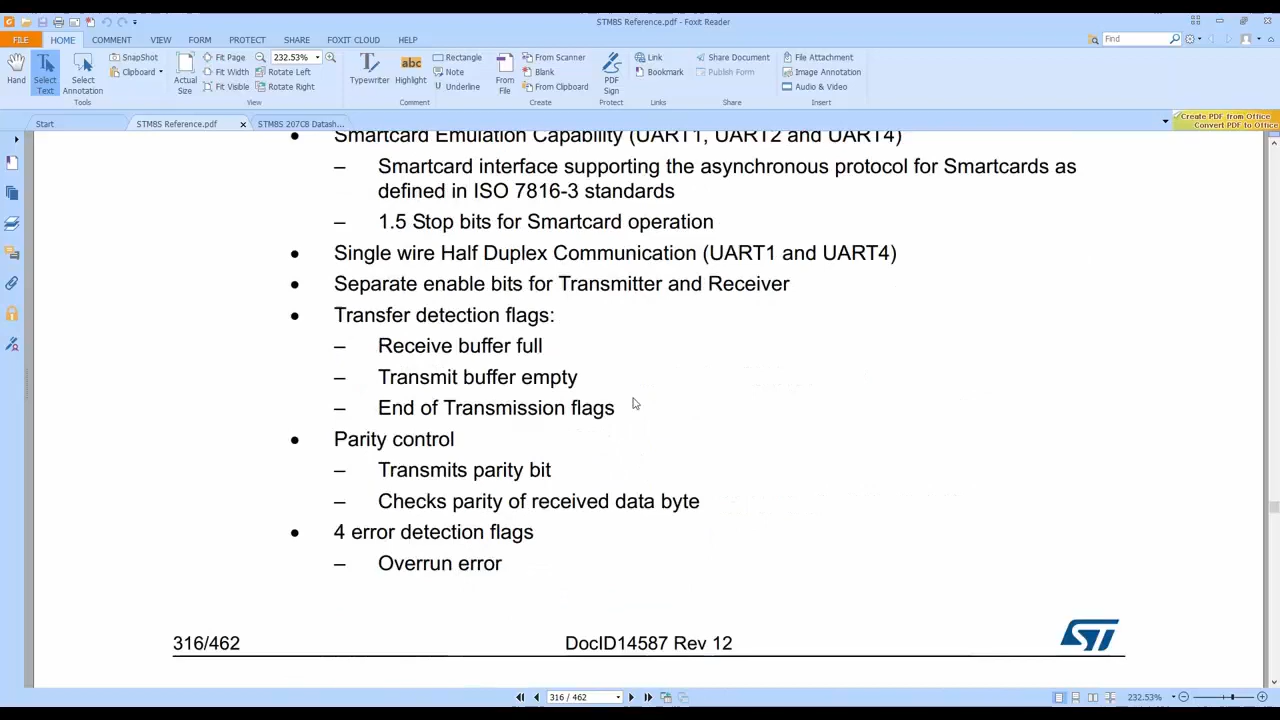 STM8S Reference.pdf - Foxit Reader
FILE HOME COMMENT VIEW FORM PROTECT SHARE FOXIT CLOUD HELP
Find
Hand
Select Text
Select Annotation
SnapShot
Clipboard
Tools
Actual Size
Fit Page
Fit Width
Fit Visible
232.53%
Rotate Left
Rotate Right
View
Typewriter
Highlight
Rectangle
Note
Underline
Comment
From File
From Scanner
Blank
From Clipboard
Create
PDF Sign
Protect
Link
Bookmark
Links
Share Document
Publish Form
Share
File Attachment
Image Annotation
Audio & Video
Insert
Start
STM8S Reference.pdf
STM8S 207C8 Datash...
Create PDF from Office
Convert PDF to Office
• Smartcard Emulation Capability (UART1, UART2 and UART4)
– Smartcard interface supporting the asynchronous protocol for Smartcards as
defined in ISO 7816-3 standards
– 1.5 Stop bits for Smartcard operation
• Single wire Half Duplex Communication (UART1 and UART4)
• Separate enable bits for Transmitter and Receiver
• Transfer detection flags:
– Receive buffer full
– Transmit buffer empty
– End of Transmission flags
• Parity control
– Transmits parity bit
– Checks parity of received data byte
• 4 error detection flags
– Overrun error
316/462 DocID14587 Rev 12 ST
316 / 462
232.53%